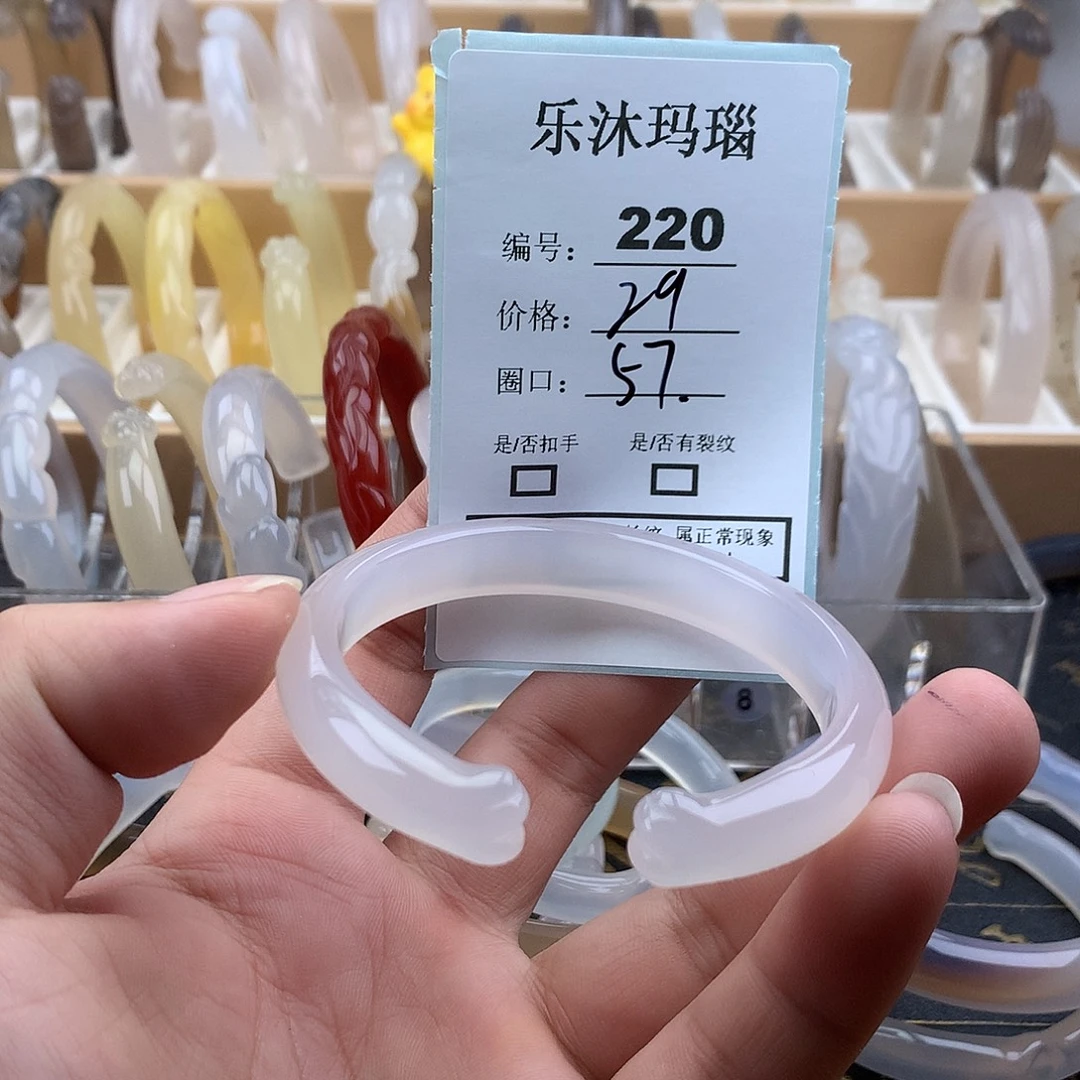 乐沐玛瑙
编号： 220
价格： 29
圈口： 57.
是/否扣手 是/否有裂纹
属正常现象
8